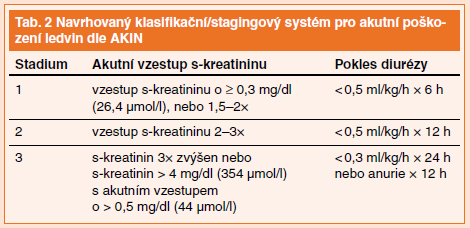 Tab. 2 Navrhovaný klasifikační/stagingový systém pro akutní poško-
zení ledvin dle AKIN
Stadium Akutní vzestup s-kreatininu Pokles diurézy
1 vzestup s-kreatininu o ≥ 0,3 mg/dl < 0,5 ml/kg/h × 6 h
(26,4 µmol/l), nebo 1,5–2×
2 vzestup s-kreatininu 2–3× < 0,5 ml/kg/h × 12 h
3 s-kreatinin 3× zvýšen nebo < 0,3 ml/kg/h × 24 h
s-kreatinin > 4 mg/dl (354 µmol/l) nebo anurie × 12 h
s akutním vzestupem
o > 0,5 mg/dl (44 µmol/l)